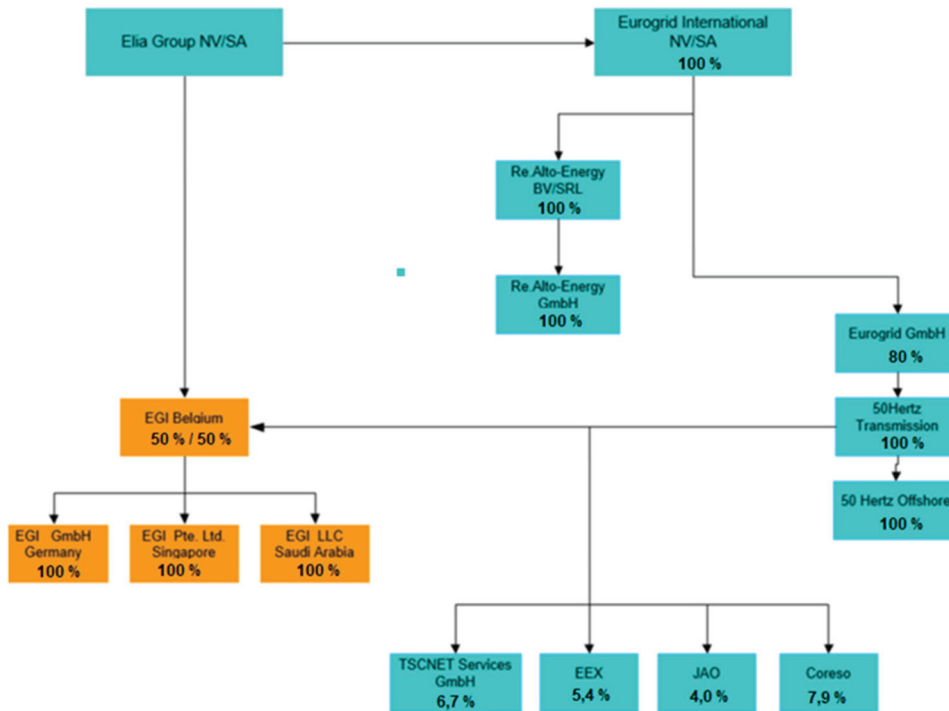 Elia Group NV/SA
Eurogrid International
NV/SA
100 %
Re.Alto-Energy
BV/SRL
100 %
Re.Alto-Energy
GmbH
100 %
Eurogrid GmbH
80 %
EGI Belgium
50 % / 50 %
50Hertz
Transmission
100 %
50 Hertz Offshore
100 %
EGI GmbH
Germany
100 %
EGI Pte. Ltd.
Singapore
100 %
EGI LLC
Saudi Arabia
100 %
TSCNET Services
GmbH
6,7 %
EEX
5,4 %
JAO
4,0 %
Coreso
7,9 %